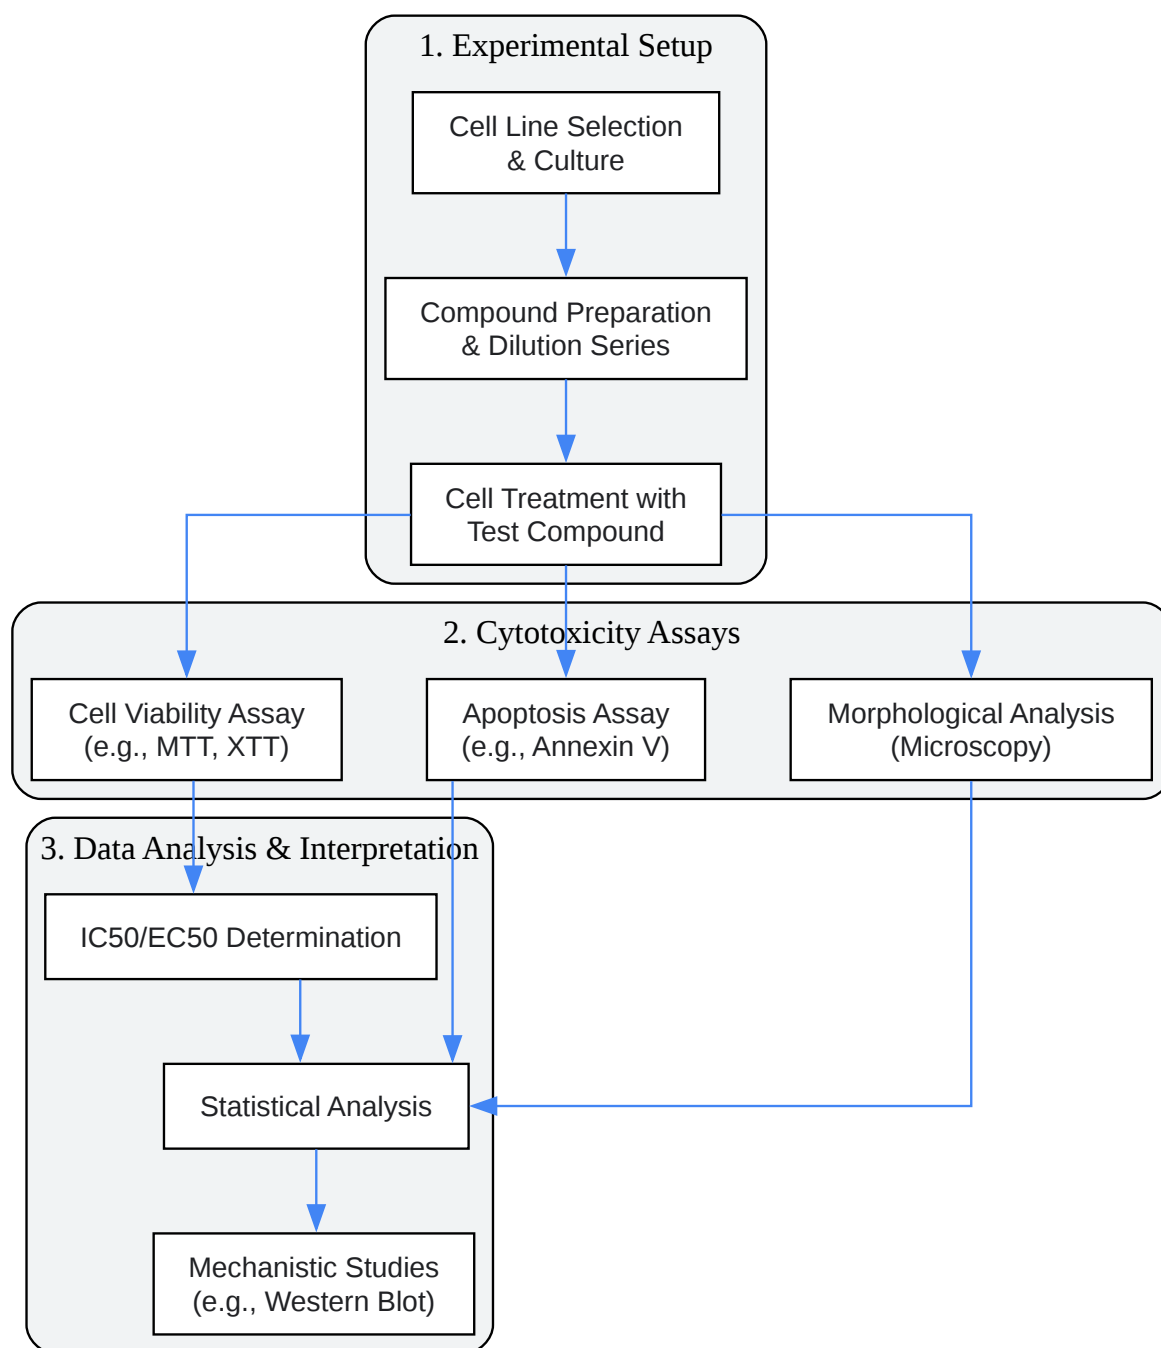 1. Experimental Setup
Cell Line Selection
& Culture
Compound Preparation
& Dilution Series
Cell Treatment with
Test Compound
2. Cytotoxicity Assays
Cell Viability Assay
(e.g., MTT, XTT)
Apoptosis Assay
(e.g., Annexin V)
Morphological Analysis
(Microscopy)
3. Data Analysis & Interpretation
IC50/EC50 Determination
Statistical Analysis
Mechanistic Studies
(e.g., Western Blot)